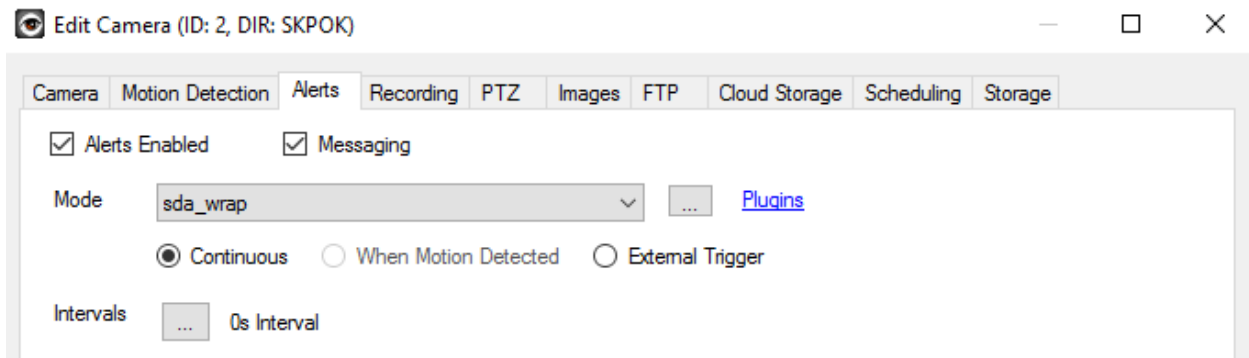 Edit Camera (ID: 2, DIR: SKPOK)
Camera Motion Detection Alerts Recording PTZ Images FTP Cloud Storage Scheduling Storage
Alerts Enabled Messaging
Mode sda_wrap ... Plugins
Continuous When Motion Detected External Trigger
Intervals ... 0s Interval